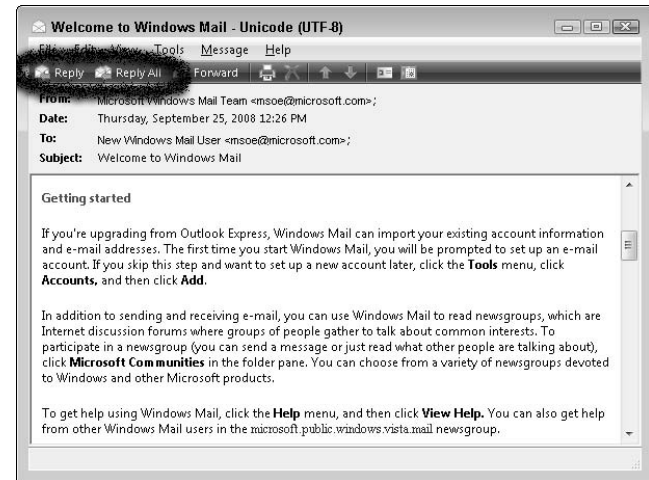 Welcome to Windows Mail - Unicode (UTF-8)
File Edit View Tools Message Help
Reply Reply All Forward
From: Microsoft Windows Mail Team <msoe@microsoft.com>;
Date: Thursday, September 25, 2008 12:26 PM
To: New Windows Mail User <msoe@microsoft.com>;
Subject: Welcome to Windows Mail
Getting started
If you're upgrading from Outlook Express, Windows Mail can import your existing account information
and e-mail addresses. The first time you start Windows Mail, you will be prompted to set up an e-mail
account. If you skip this step and want to set up a new account later, click the Tools menu, click
Accounts, and then click Add.
In addition to sending and receiving e-mail, you can use Windows Mail to read newsgroups, which are
Internet discussion forums where groups of people gather to talk about common interests. To
participate in a newsgroup (you can send a message or just read what other people are talking about),
click Microsoft Communities in the folder pane. You can choose from a variety of newsgroups devoted
to Windows and other Microsoft products.
To get help using Windows Mail, click the Help menu, and then click View Help. You can also get help
from other Windows Mail users in the microsoft.public.windows.vista.mail newsgroup.